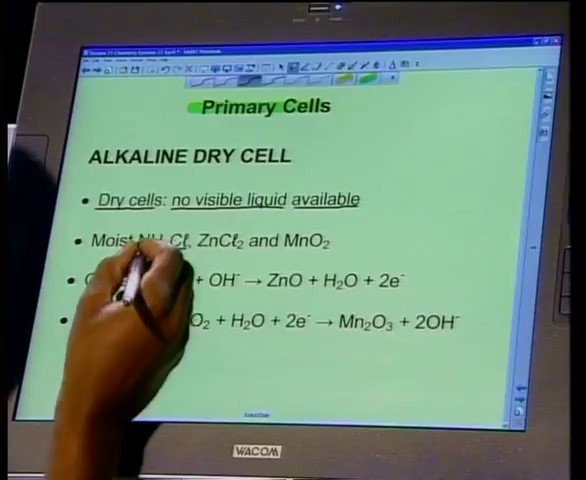 Primary Cells
ALKALINE DRY CELL
• Dry cells: no visible liquid available
• Moist NH Cℓ, ZnCℓ₂ and MnO₂
• + OH⁻ → ZnO + H₂O + 2e⁻
• O₂ + H₂O + 2e⁻ → Mn₂O₃ + 2OH⁻
WACOM